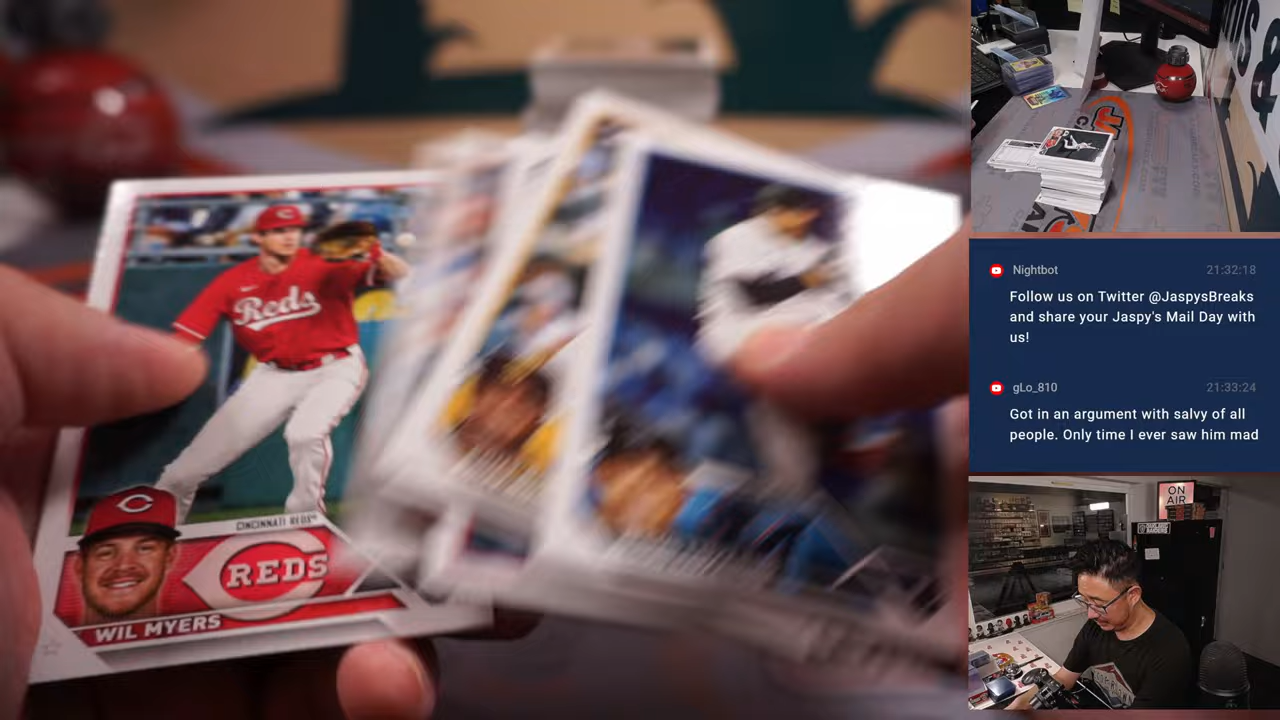 Reds
CINCINNATI REDS
C
REDS
WIL MYERS
Nightbot 21:32:18
Follow us on Twitter @JaspysBreaks
and share your Jaspy's Mail Day with
us!
gLo_810 21:33:24
Got in an argument with salvy of all
people. Only time I ever saw him mad
ON
AIR